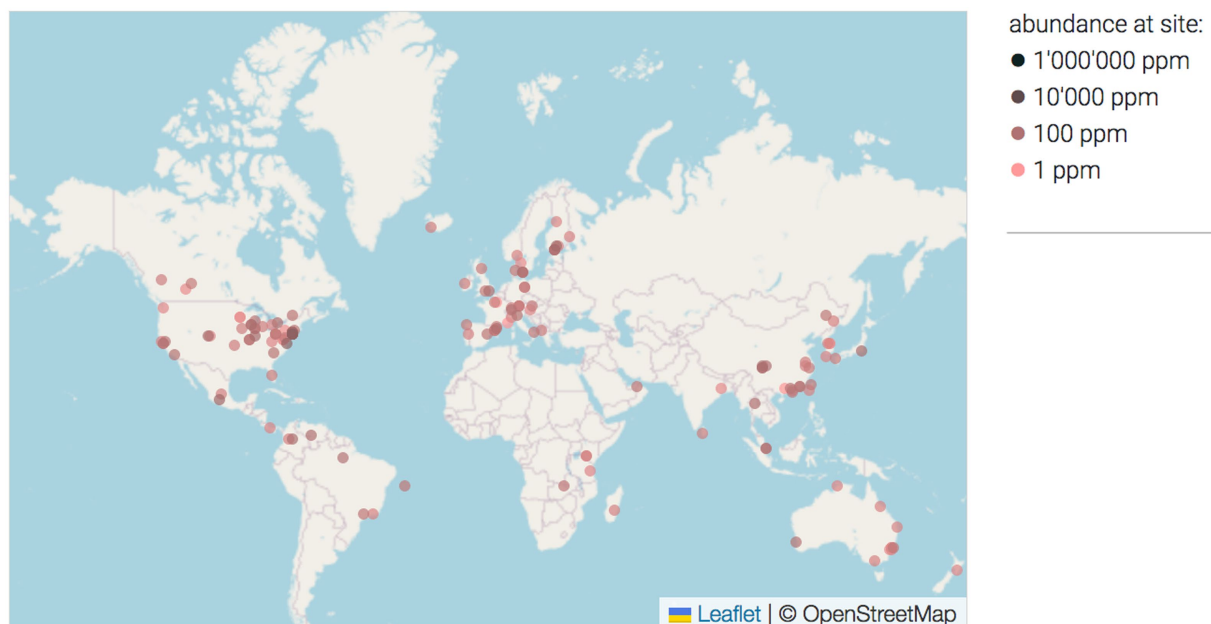 abundance at site:
1'000'000 ppm
10'000 ppm
100 ppm
1 ppm
Leaflet | © OpenStreetMap